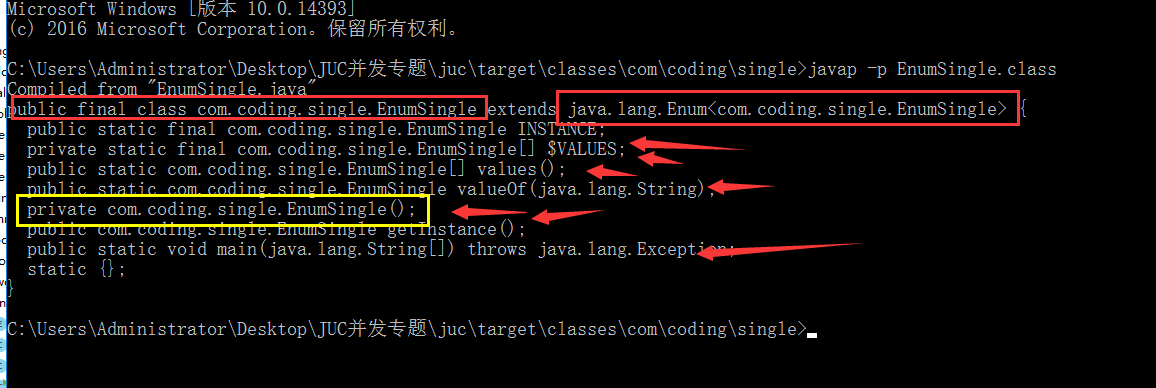 Microsoft Windows [版本 10.0.14393]
(c) 2016 Microsoft Corporation。保留所有权利。
C:\Users\Administrator\Desktop\JUC并发专题\juc\target\classes\com\coding\single>javap -p EnumSingle.class
Compiled from "EnumSingle.java"
public final class com.coding.single.EnumSingle extends java.lang.Enum<com.coding.single.EnumSingle> {
public static final com.coding.single.EnumSingle INSTANCE;
private static final com.coding.single.EnumSingle[] $VALUES;
public static com.coding.single.EnumSingle[] values();
public static com.coding.single.EnumSingle valueOf(java.lang.String);
private com.coding.single.EnumSingle();
public com.coding.single.EnumSingle getInstance();
public static void main(java.lang.String[]) throws java.lang.Exception;
static {};
}
C:\Users\Administrator\Desktop\JUC并发专题\juc\target\classes\com\coding\single>